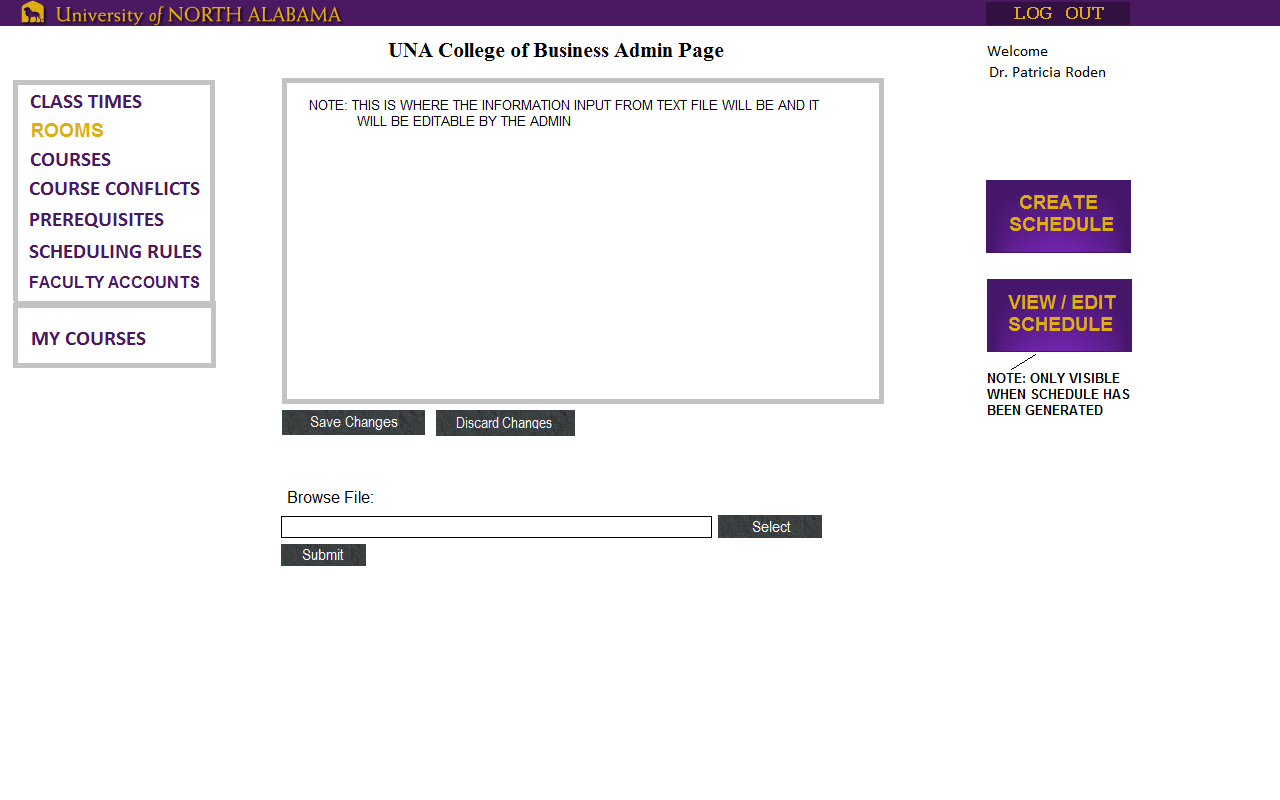 University of NORTH ALABAMA
LOG OUT
UNA College of Business Admin Page
Welcome
Dr. Patricia Roden
CLASS TIMES
ROOMS
COURSES
COURSE CONFLICTS
PREREQUISITES
SCHEDULING RULES
FACULTY ACCOUNTS
MY COURSES
NOTE: THIS IS WHERE THE INFORMATION INPUT FROM TEXT FILE WILL BE AND IT
WILL BE EDITABLE BY THE ADMIN
Save Changes
Discard Changes
Browse File:
Select
Submit
CREATE
SCHEDULE
VIEW / EDIT
SCHEDULE
NOTE: ONLY VISIBLE
WHEN SCHEDULE HAS
BEEN GENERATED